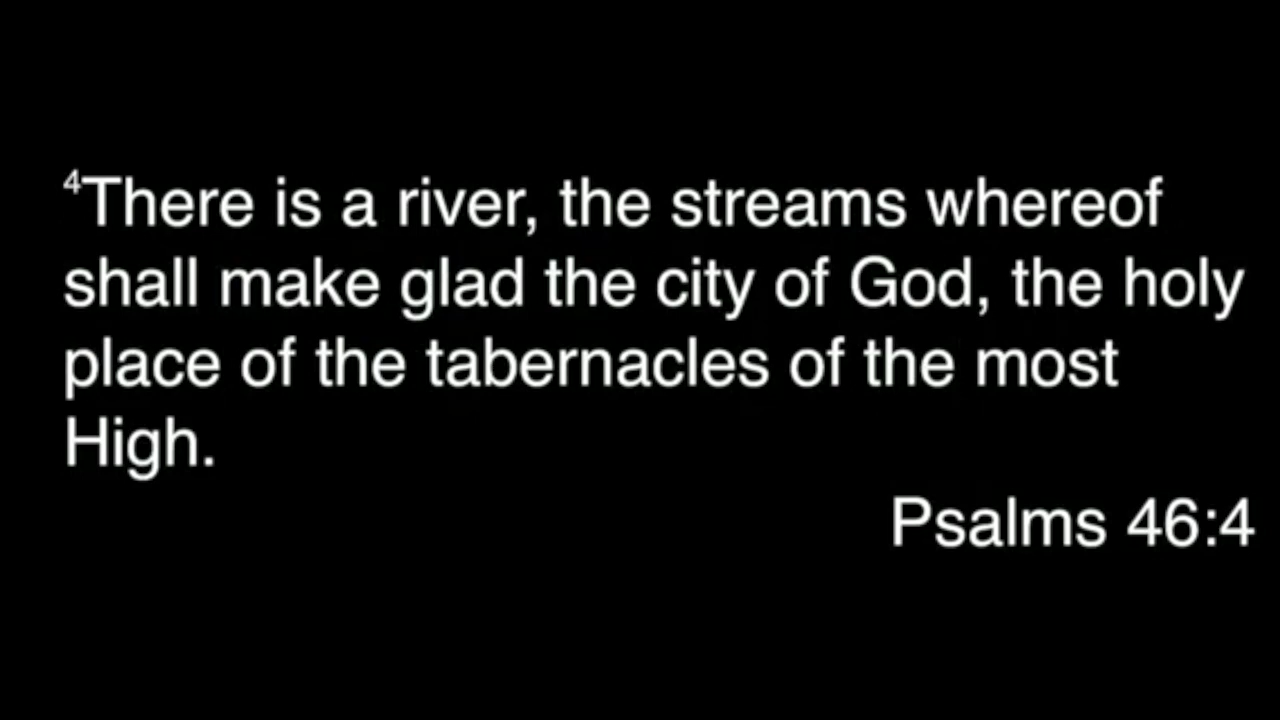 ⁴There is a river, the streams whereof
shall make glad the city of God, the holy
place of the tabernacles of the most
High.
Psalms 46:4